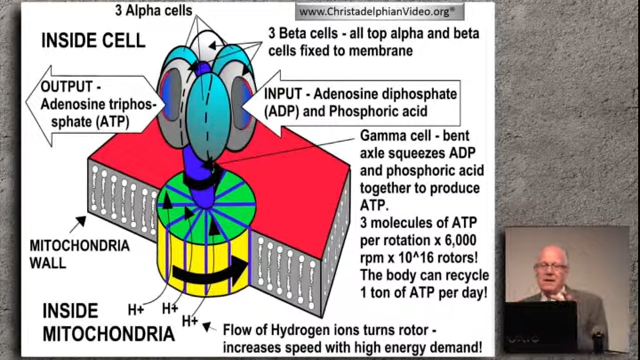 3 Alpha cells
www.ChristadelphianVideo.org®
INSIDE CELL
3 Beta cells - all top alpha and beta
cells fixed to membrane
OUTPUT -
Adenosine triphos-
sphate (ATP)
INPUT - Adenosine diphosphate
(ADP) and Phosphoric acid
Gamma cell - bent
axle squeezes ADP
and phosphoric acid
together to produce
ATP.
3 molecules of ATP
per rotation x 6,000
rpm x 10^16 rotors!
The body can recycle
1 ton of ATP per day!
MITOCHONDRIA
WALL
INSIDE
MITOCHONDRIA
H+
H+
H+
Flow of Hydrogen ions turns rotor-
increases speed with high energy demand!